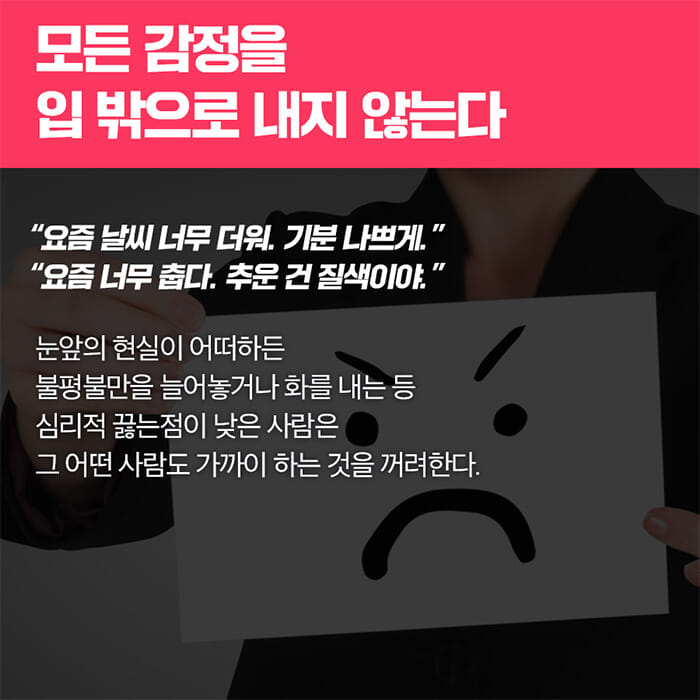 모든 감정을
입 밖으로 내지 않는다
“요즘 날씨 너무 더워. 기분 나쁘게.”
“요즘 너무 춥다. 추운 건 질색이야.”
눈앞의 현실이 어떠하든
불평불만을 늘어놓거나 화를 내는 등
심리적 끓는점이 낮은 사람은
그 어떤 사람도 가까이 하는 것을 꺼려한다.